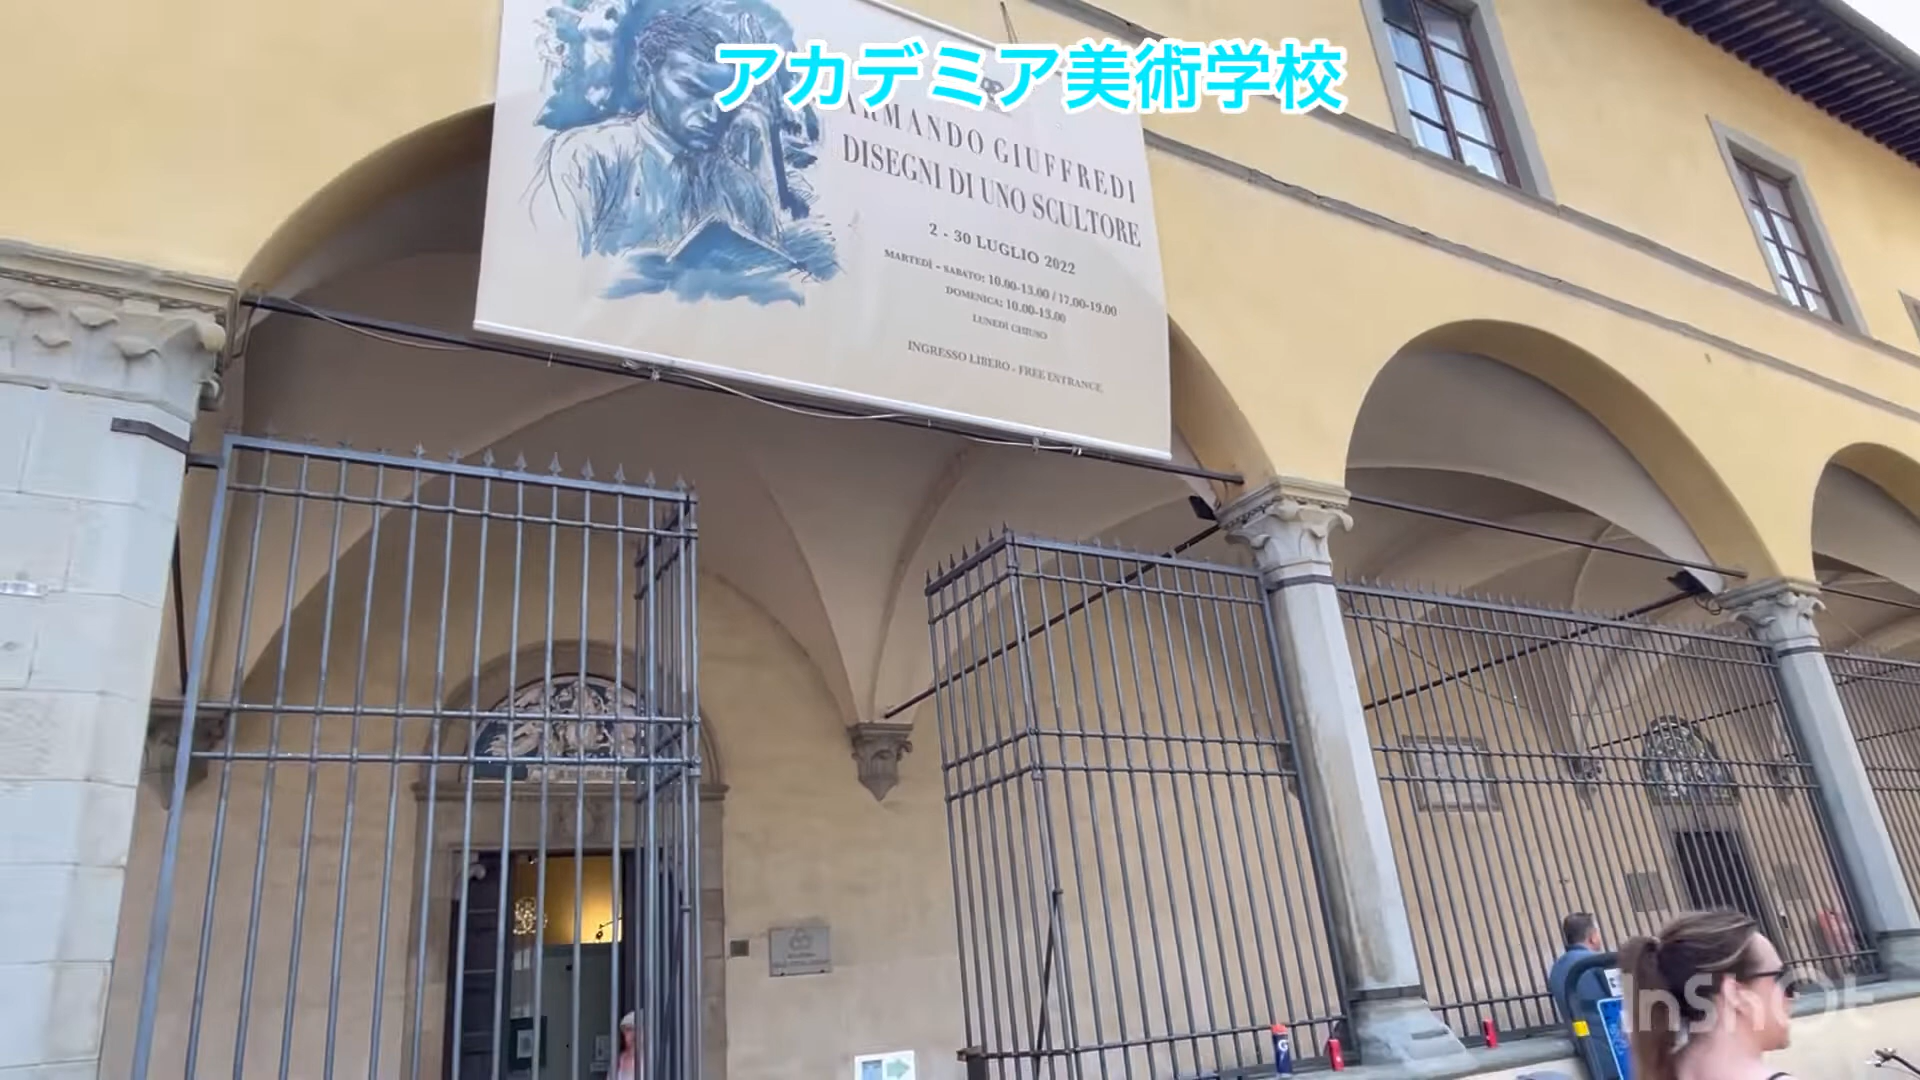 アカデミア美術学校
ARMANDO GIUFFREDI
DISEGNI DI UNO SCULTORE
2 - 30 LUGLIO 2022
MARTEDÌ - SABATO: 10.00-13.00 / 17.00-19.00
DOMENICA: 10.00-13.00
LUNEDÌ CHIUSO
INGRESSO LIBERO - FREE ENTRANCE
InShOt